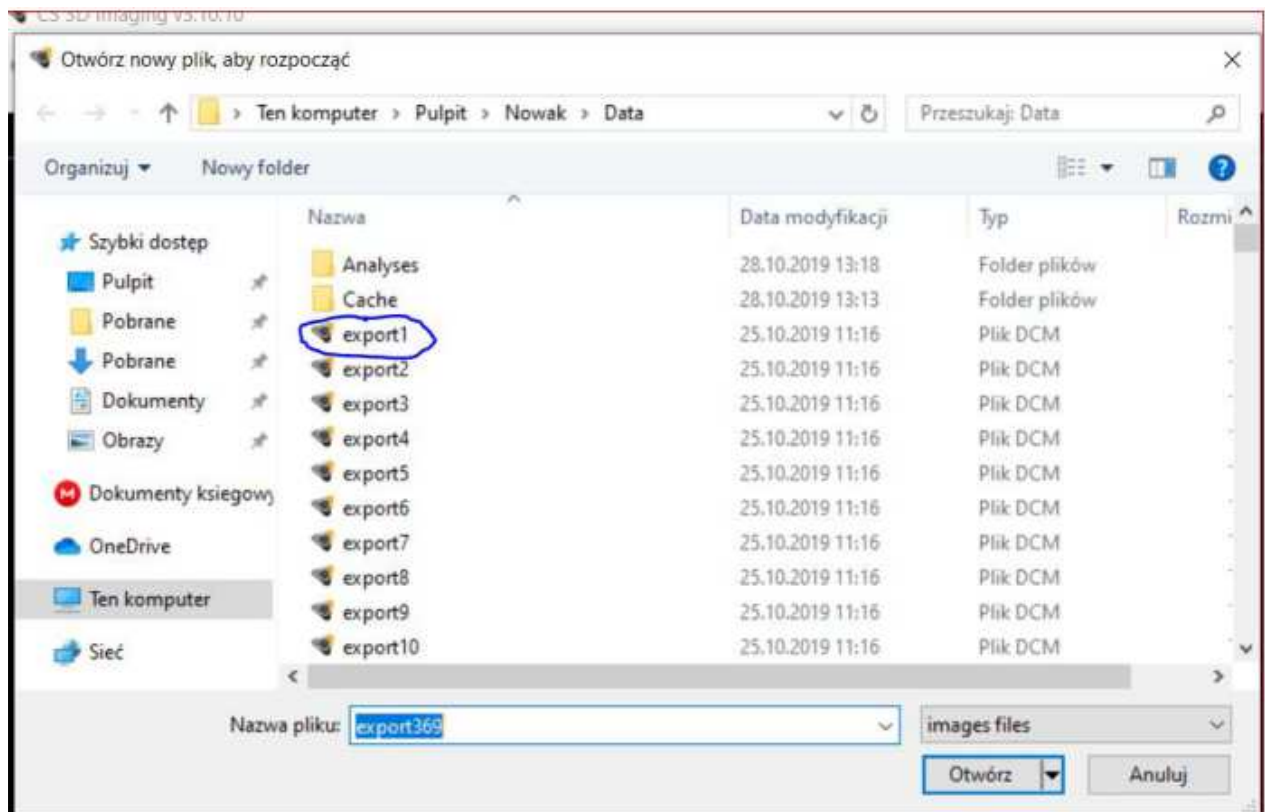 CS 3D Imaging v3.10.10
Otwórz nowy plik, aby rozpocząć
Ten komputer > Pulpit > Nowak > Data
Przeszukaj: Data
Organizuj
Nowy folder
Nazwa Data modyfikacji Typ Rozmi
Szybki dostęp
Pulpit
Pobrane
Pobrane
Dokumenty
Obrazy
Dokumenty ksiegowy
OneDrive
Ten komputer
Sieć
Analyses 28.10.2019 13:18 Folder plików
Cache 28.10.2019 13:13 Folder plików
export1 25.10.2019 11:16 Plik DCM
export2 25.10.2019 11:16 Plik DCM
export3 25.10.2019 11:16 Plik DCM
export4 25.10.2019 11:16 Plik DCM
export5 25.10.2019 11:16 Plik DCM
export6 25.10.2019 11:16 Plik DCM
export7 25.10.2019 11:16 Plik DCM
export8 25.10.2019 11:16 Plik DCM
export9 25.10.2019 11:16 Plik DCM
export10 25.10.2019 11:16 Plik DCM
Nazwa pliku: export369
images files
Otwórz
Anuluj